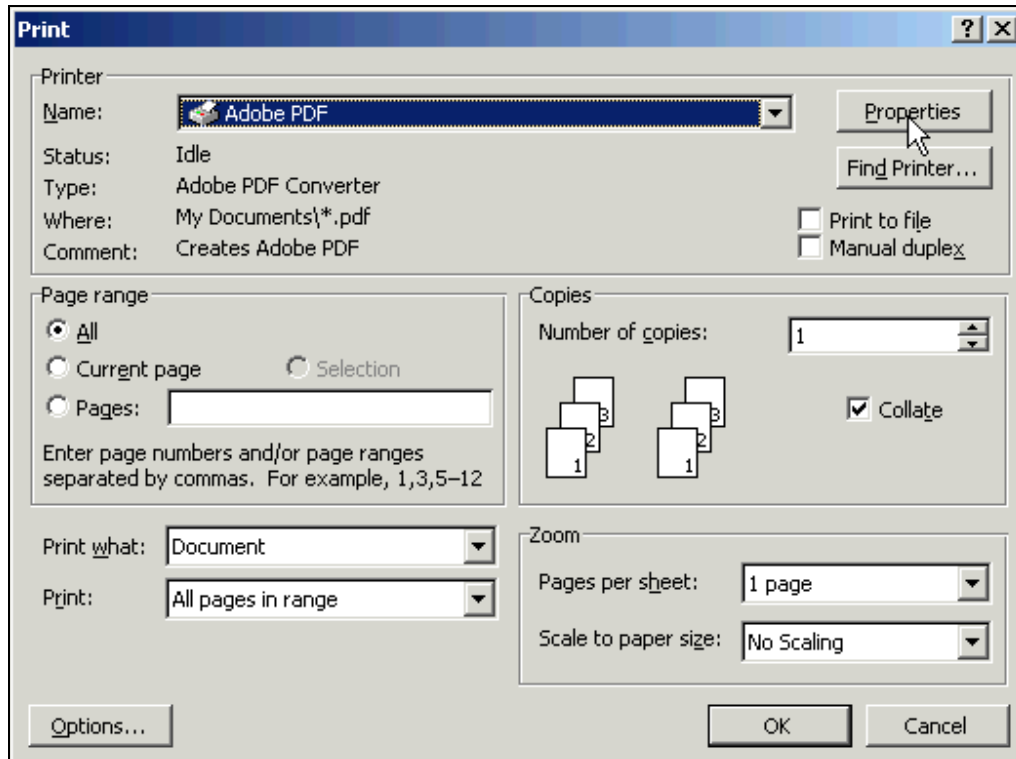 Print
Printer
Name: Adobe PDF
Properties
Status: Idle
Find Printer...
Type: Adobe PDF Converter
Where: My Documents\*.pdf
Print to file
Comment: Creates Adobe PDF
Manual duplex
Page range
All
Current page Selection
Pages:
Enter page numbers and/or page ranges
separated by commas. For example, 1,3,5–12
Copies
Number of copies: 1
3 3
2 2
1 1
Collate
Print what: Document
Print: All pages in range
Zoom
Pages per sheet: 1 page
Scale to paper size: No Scaling
Options... OK Cancel